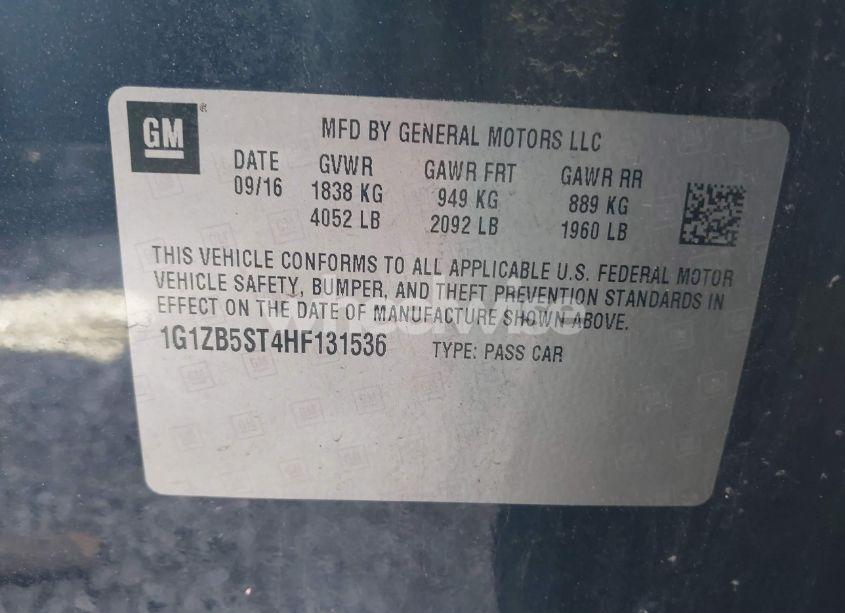 GM ®
MFD BY GENERAL MOTORS LLC
DATE GVWR GAWR FRT GAWR RR
09/16 1838 KG 949 KG 889 KG
4052 LB 2092 LB 1960 LB
THIS VEHICLE CONFORMS TO ALL APPLICABLE U.S. FEDERAL MOTOR
VEHICLE SAFETY, BUMPER, AND THEFT PREVENTION STANDARDS IN
EFFECT ON THE DATE OF MANUFACTURE SHOWN ABOVE.
1G1ZB5ST4HF131536 TYPE: PASS CAR